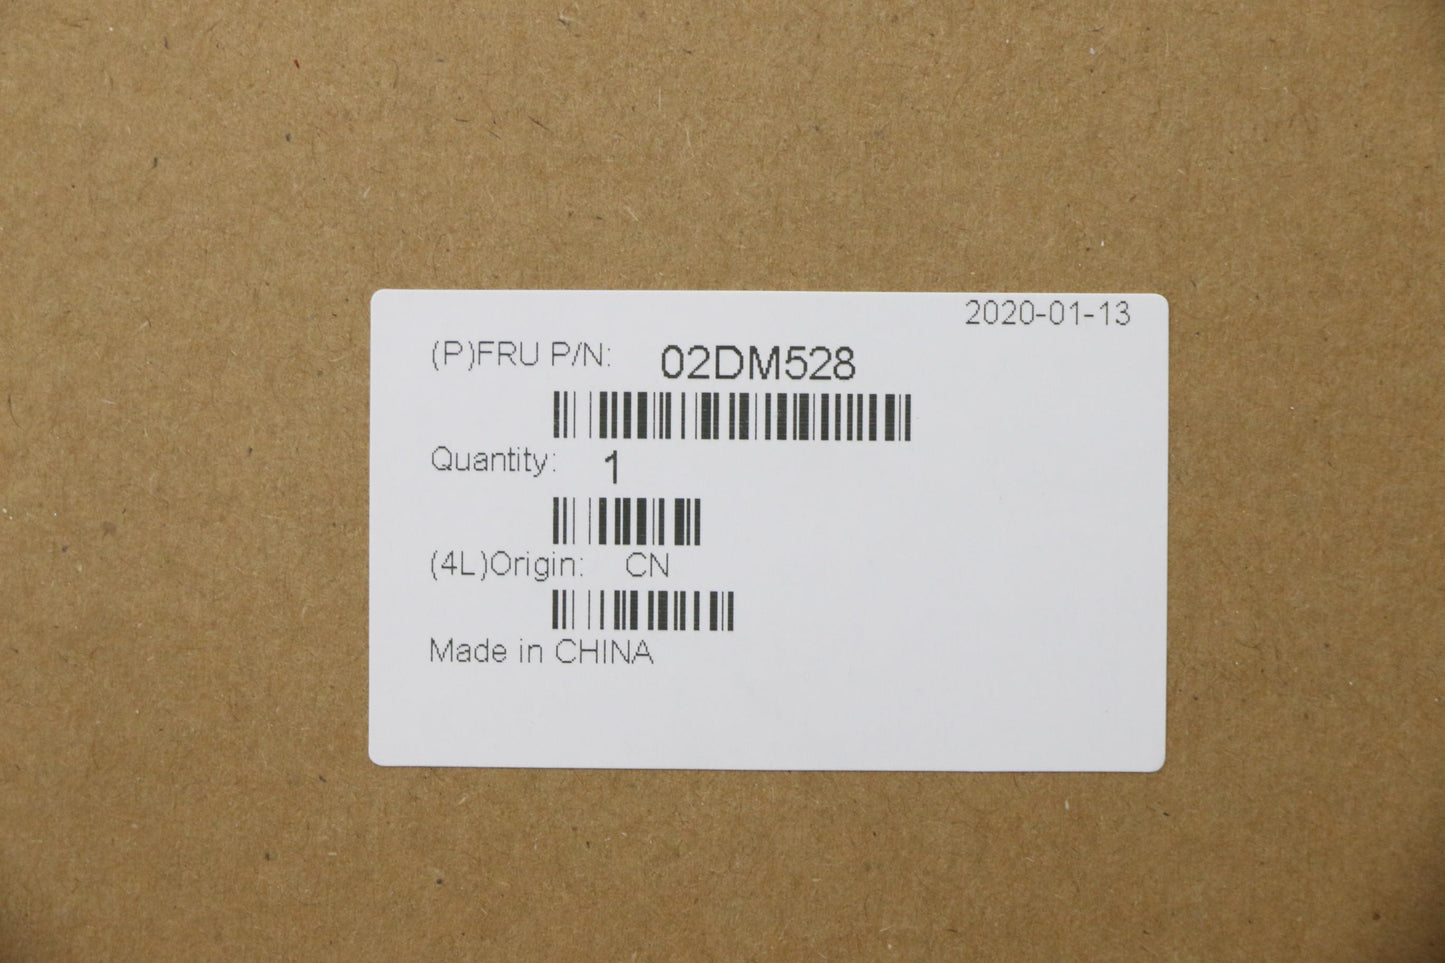 2020-01-13
(P)FRU P/N: 02DM528
Quantity: 1
(4L)Origin: CN
Made in CHINA